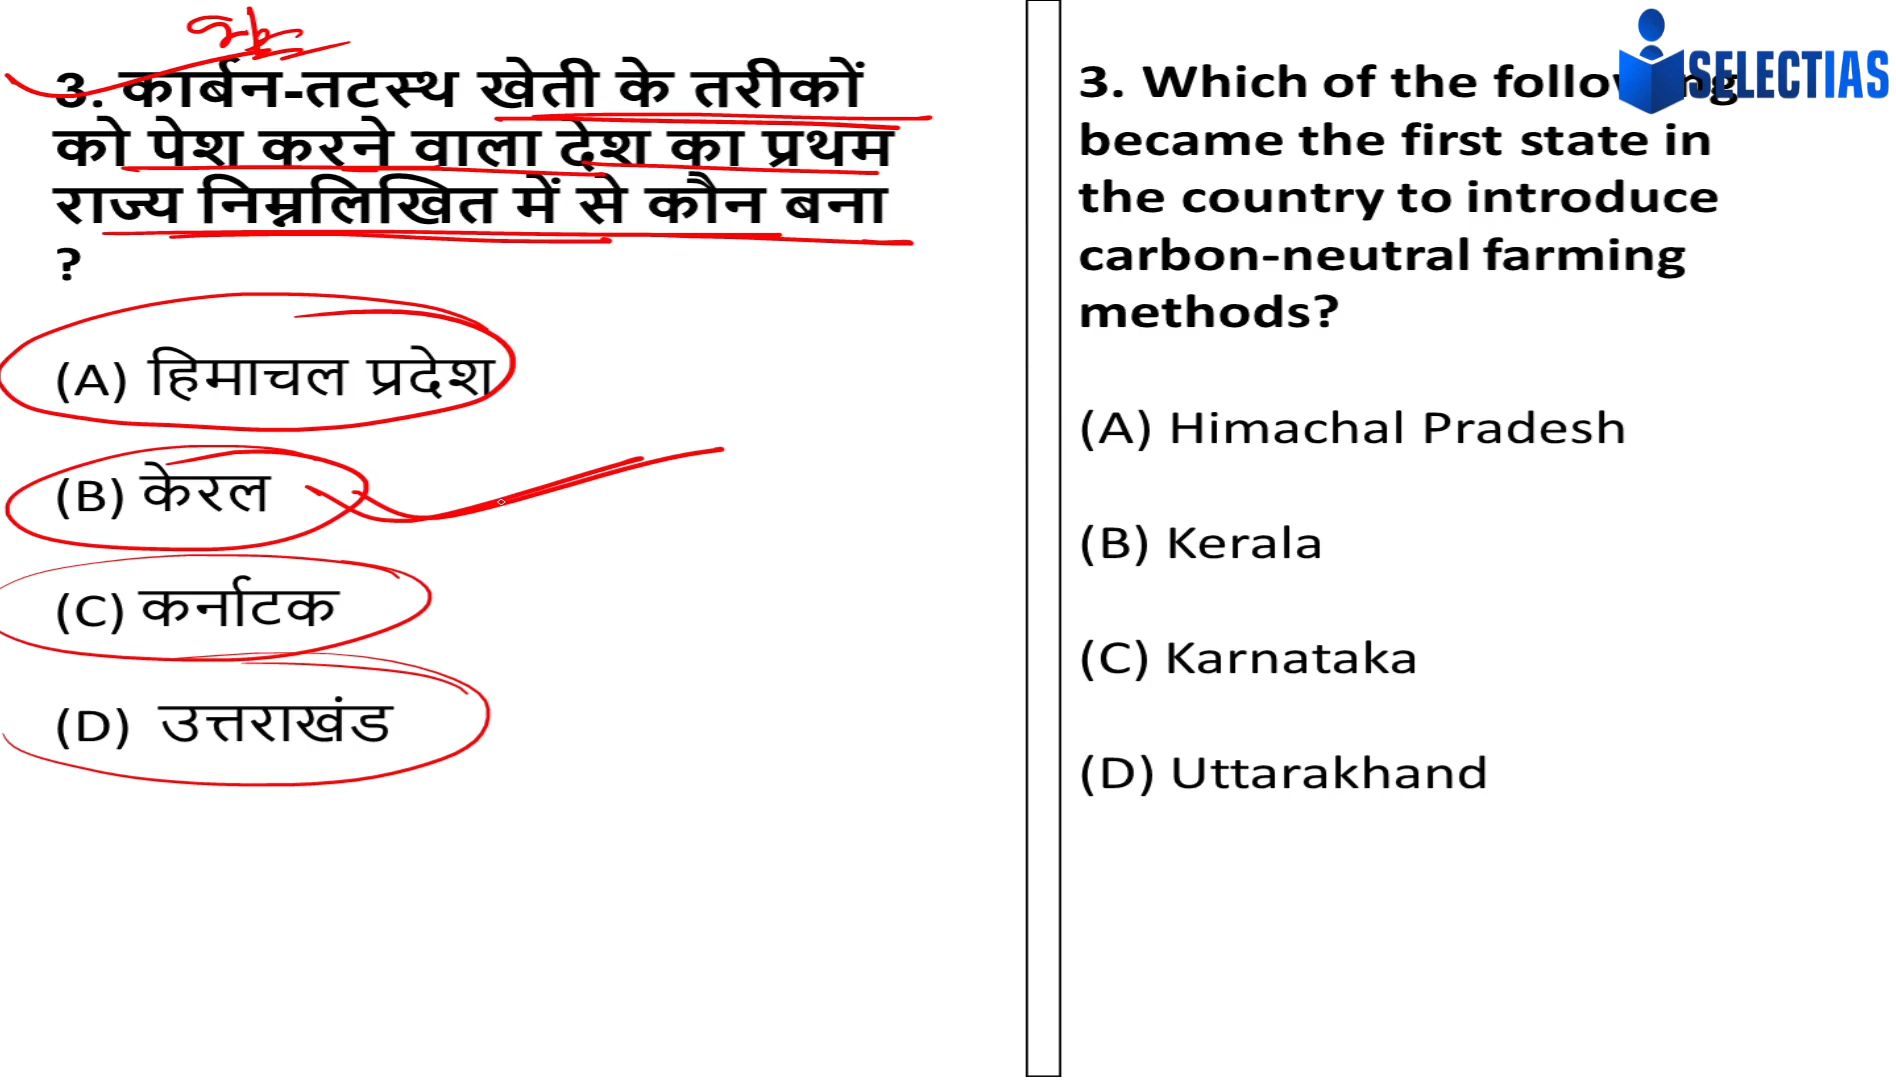 3. कार्बन-तटस्थ खेती के तरीकों
को पेश करने वाला देश का प्रथम
राज्य निम्नलिखित में से कौन बना
?
(A) हिमाचल प्रदेश
(B) केरल
(C) कर्नाटक
(D) उत्तराखंड
SELECTIAS
3. Which of the following
became the first state in
the country to introduce
carbon-neutral farming
methods?
(A) Himachal Pradesh
(B) Kerala
(C) Karnataka
(D) Uttarakhand